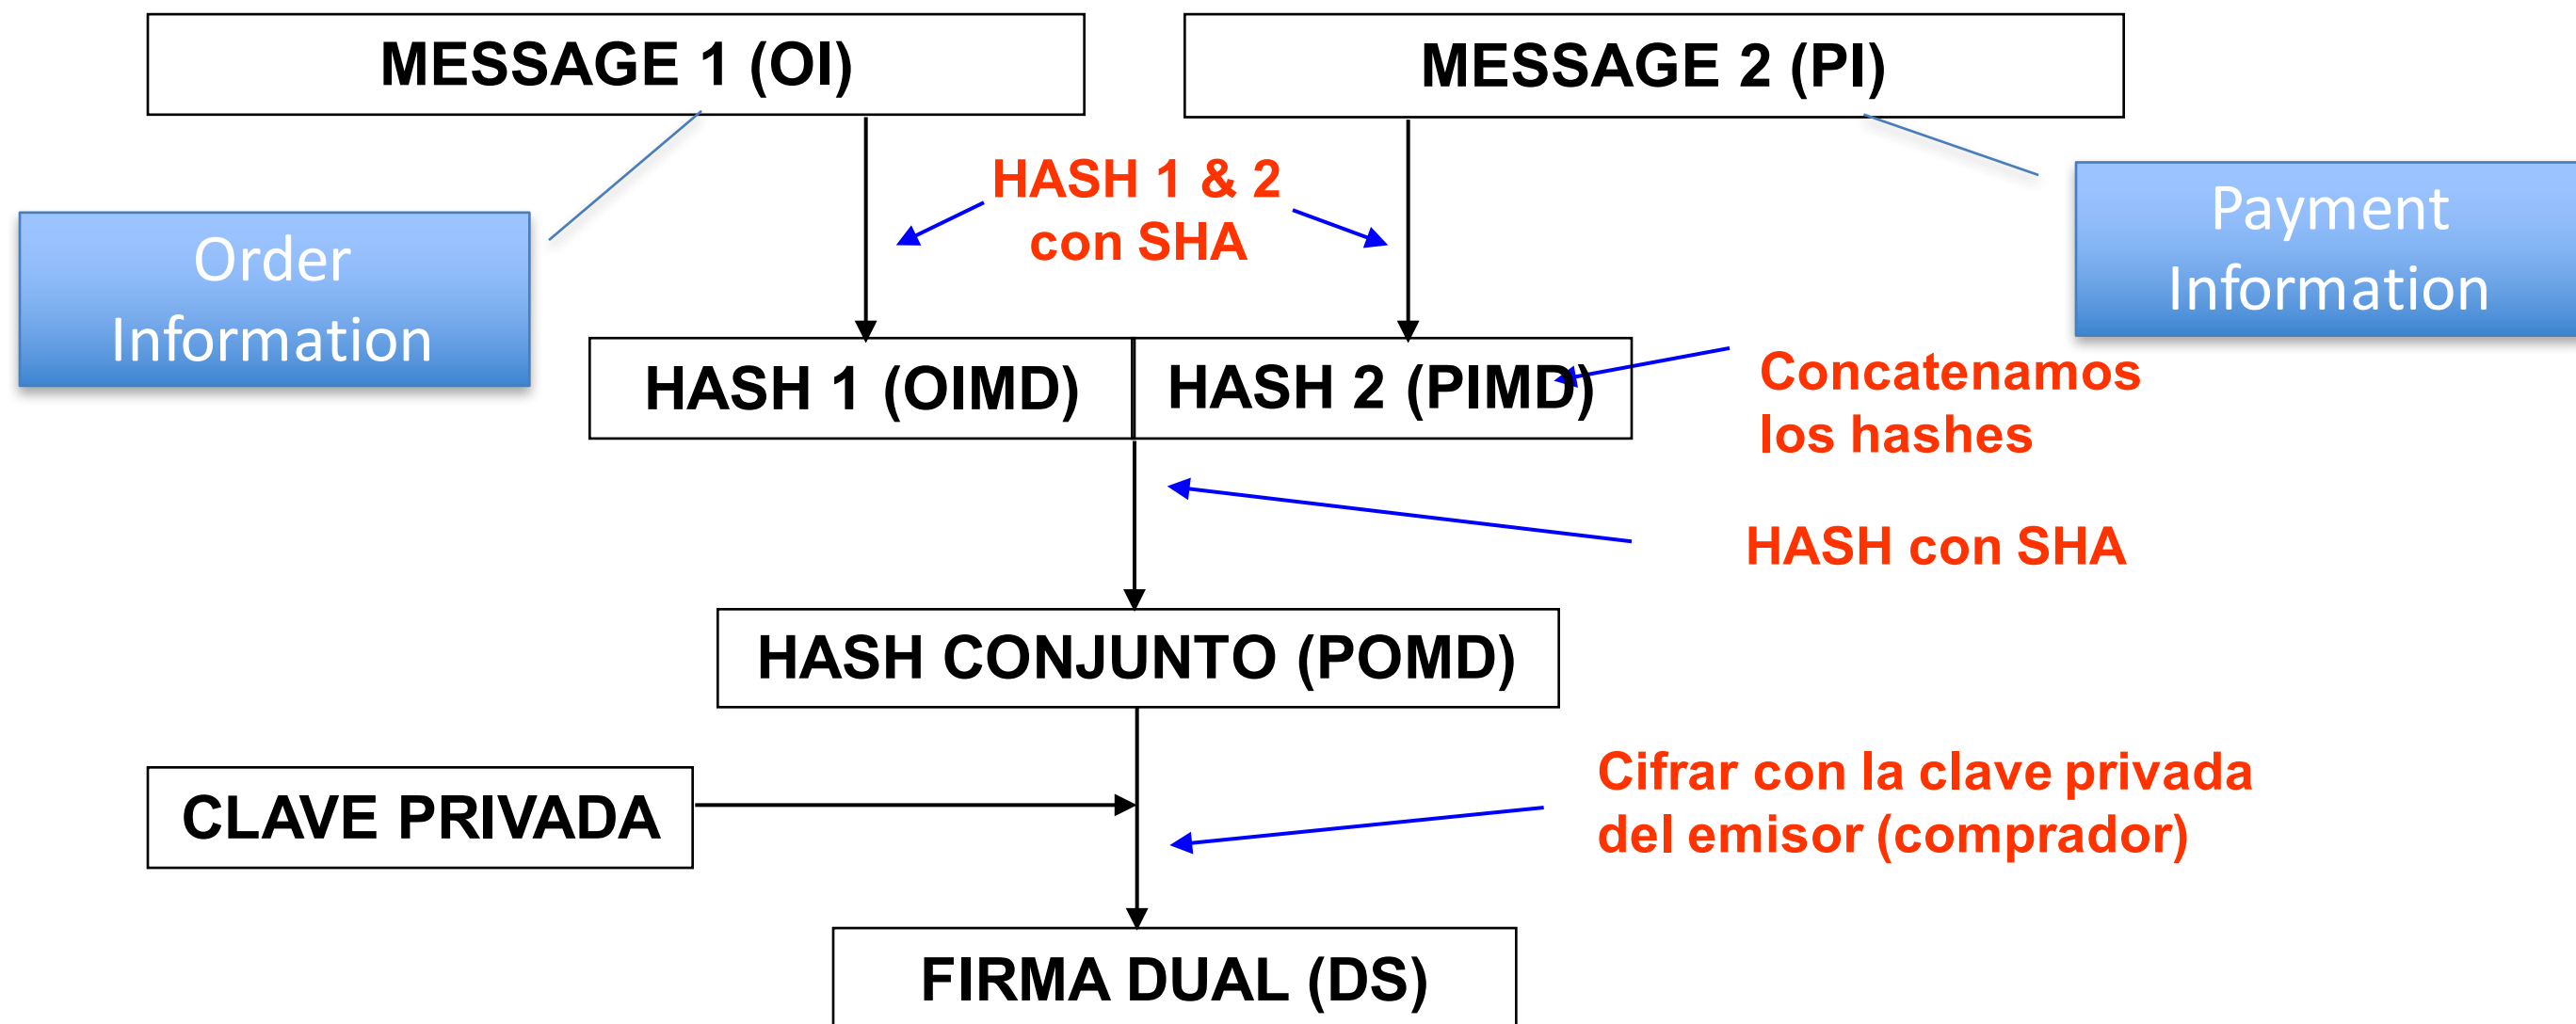 MESSAGE 1 (OI)
MESSAGE 2 (PI)
HASH 1 & 2
con SHA
Order
Information
Payment
Information
HASH 1 (OIMD)
HASH 2 (PIMD)
Concatenamos
los hashes
HASH con SHA
HASH CONJUNTO (POMD)
CLAVE PRIVADA
Cifrar con la clave privada
del emisor (comprador)
FIRMA DUAL (DS)